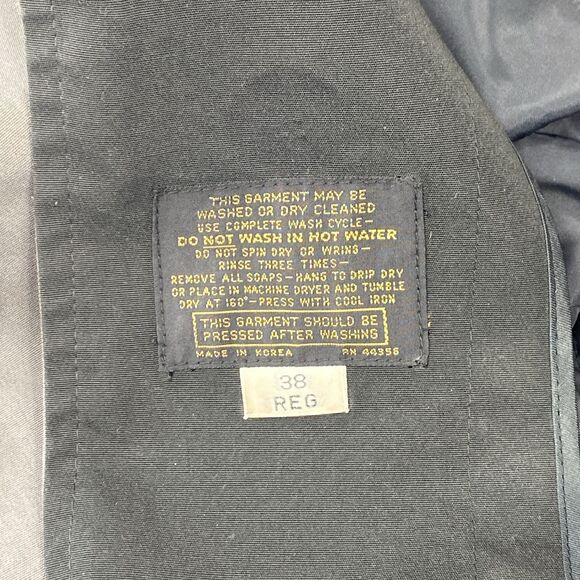 THIS GARMENT MAY BE
WASHED OR DRY CLEANED
USE COMPLETE WASH CYCLE—
DO NOT WASH IN HOT WATER
DO NOT SPIN DRY OR WRING—
RINSE THREE TIMES—
REMOVE ALL SOAPS—HANG TO DRIP DRY
OR PLACE IN MACHINE DRYER AND TUMBLE
DRY AT 160°—PRESS WITH COOL IRON
THIS GARMENT SHOULD BE
PRESSED AFTER WASHING
MADE IN KOREA RN 44356
38
REG